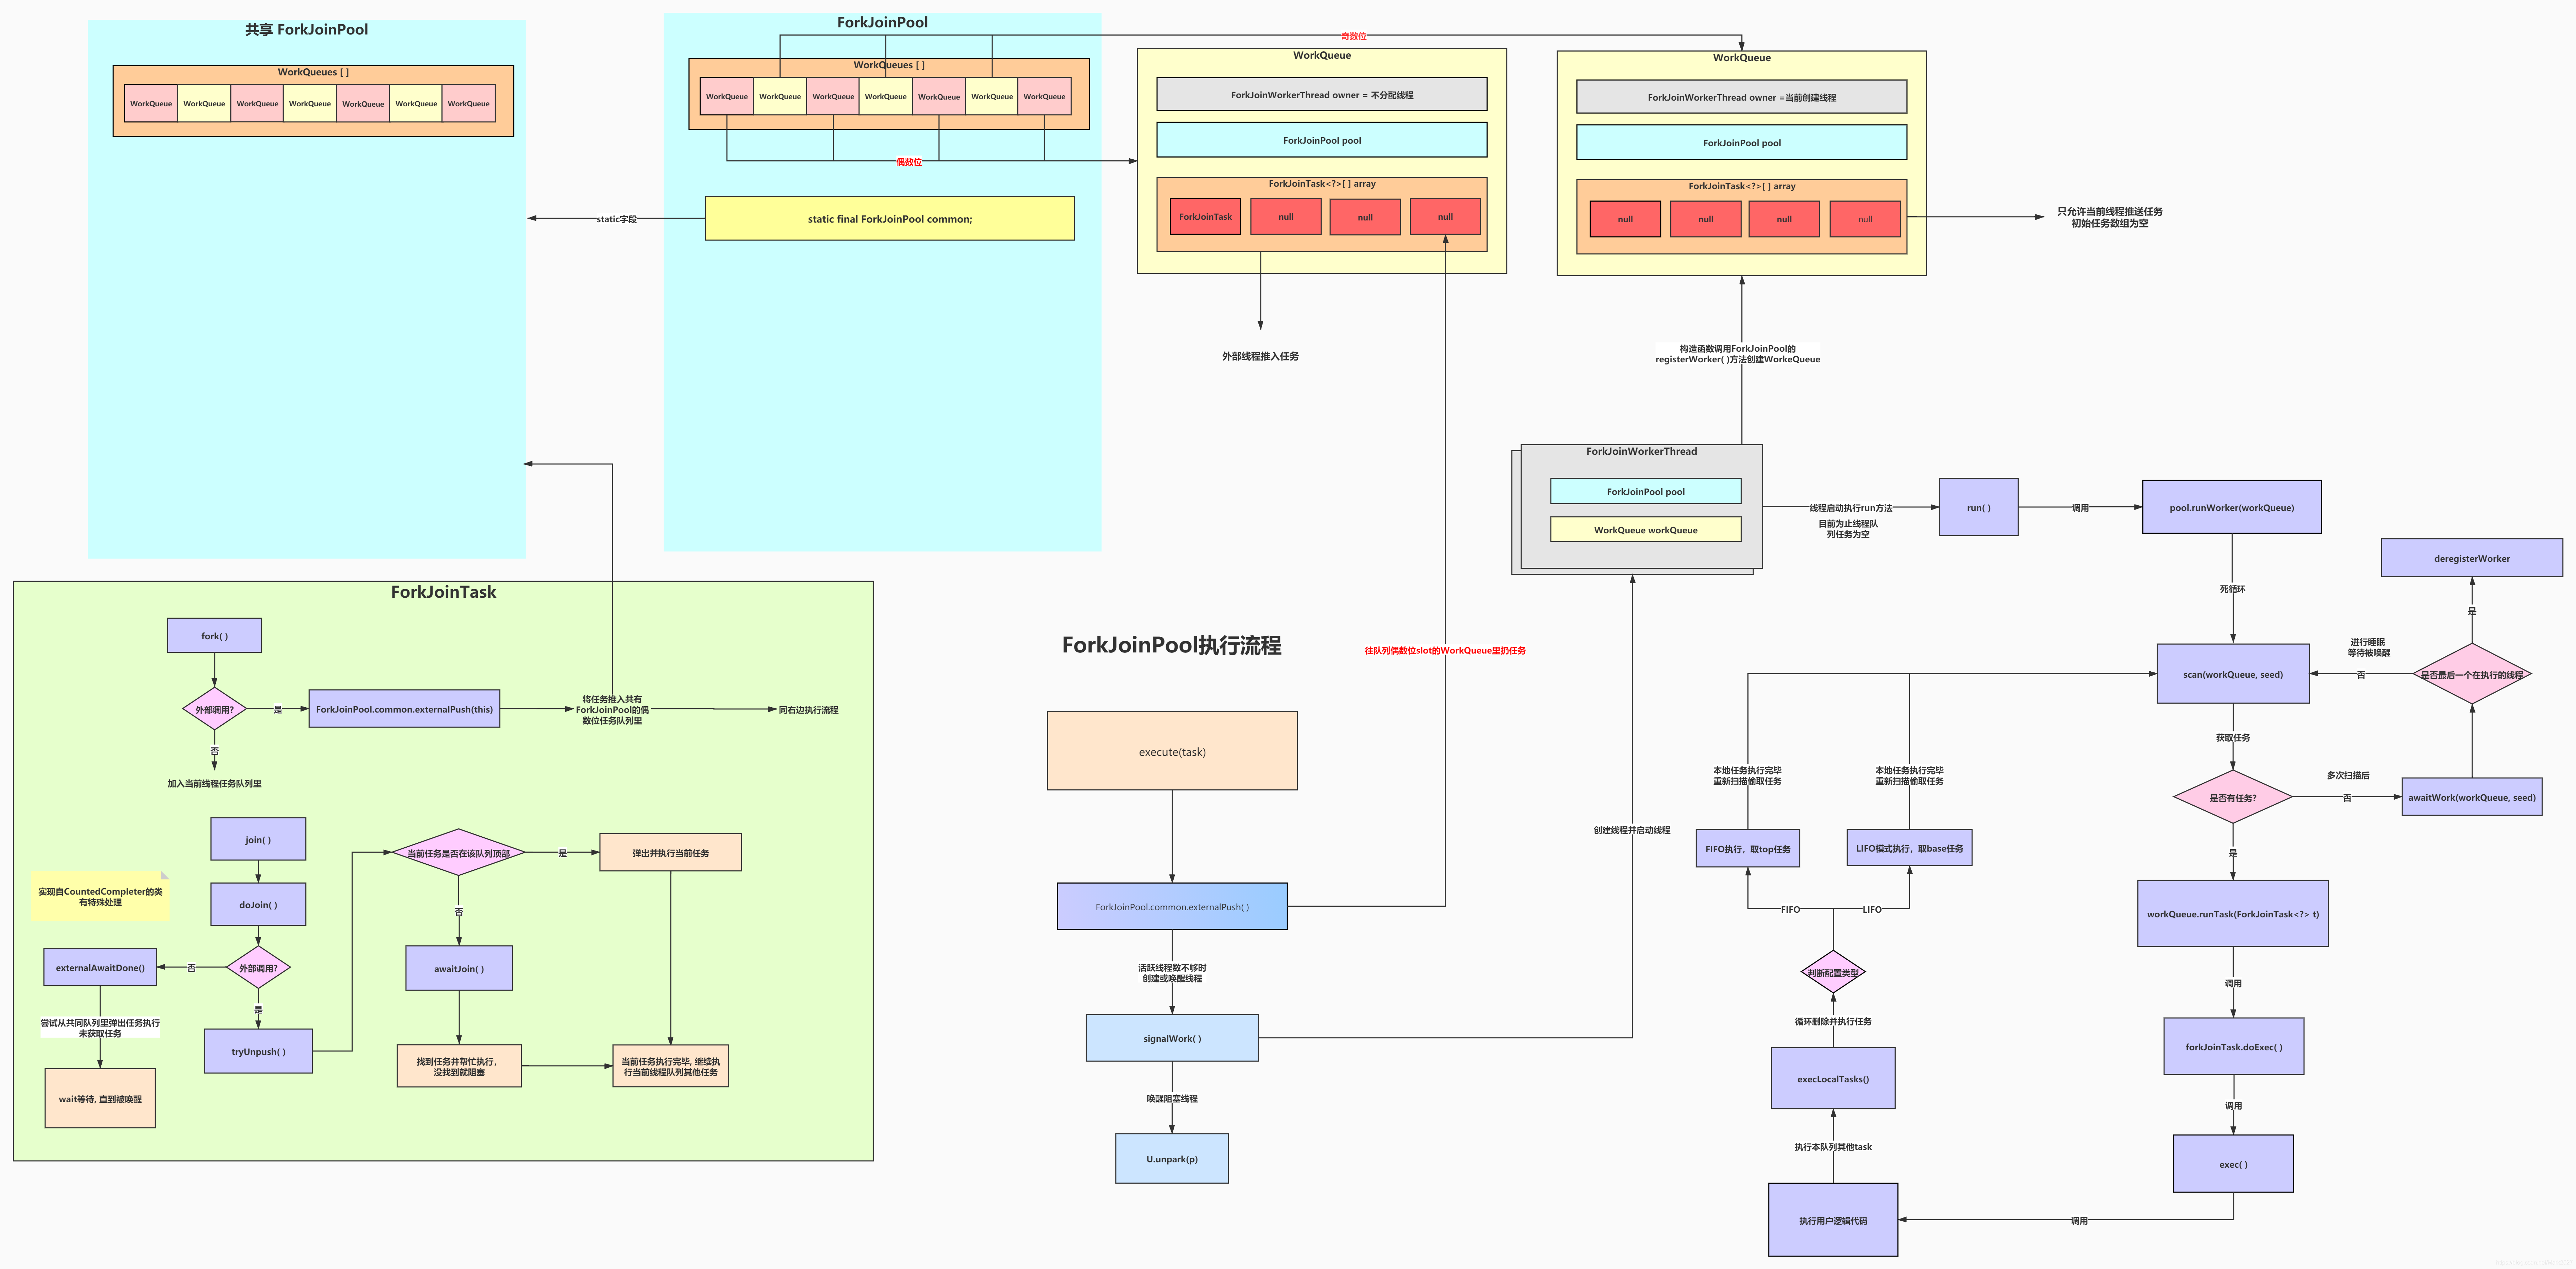 共享 ForkJoinPool
WorkQueues [ ]
WorkQueue
WorkQueue
WorkQueue
WorkQueue
WorkQueue
WorkQueue
WorkQueue
ForkJoinPool
WorkQueues [ ]
WorkQueue
WorkQueue
WorkQueue
WorkQueue
WorkQueue
WorkQueue
WorkQueue
奇数位
偶数位
static final ForkJoinPool common;
static字段
WorkQueue
ForkJoinWorkerThread owner = 不分配线程
ForkJoinPool pool
ForkJoinTask<?>[ ] array
ForkJoinTask
null
null
null
外部线程推入任务
WorkQueue
ForkJoinWorkerThread owner =当前创建线程
ForkJoinPool pool
ForkJoinTask<?>[ ] array
null
null
null
null
只允许当前线程推送任务
初始任务数组为空
构造函数调用ForkJoinPool的
registerWorker( )方法创建WorkeQueue
ForkJoinWorkerThread
ForkJoinPool pool
WorkQueue workQueue
线程启动执行run方法
目前为止线程队
列任务为空
run( )
调用
pool.runWorker(workQueue)
死循环
deregisterWorker
是
是否最后一个在执行的线程
进行睡眠
等待被唤醒
否
scan(workQueue, seed)
获取任务
是否有任务?
多次扫描后
否
awaitWork(workQueue, seed)
是
workQueue.runTask(ForkJoinTask<?> t)
调用
forkJoinTask.doExec( )
调用
exec( )
调用
执行用户逻辑代码
执行本队列其他task
execLocalTasks()
循环删除并执行任务
判断配置类型
FIFO
LIFO
FIFO执行，取top任务
LIFO模式执行，取base任务
本地任务执行完毕
重新扫描偷取任务
本地任务执行完毕
重新扫描偷取任务
ForkJoinPool执行流程
execute(task)
ForkJoinPool.common.externalPush( )
往队列偶数位slot的WorkQueue里扔任务
活跃线程数不够时
创建或唤醒线程
signalWork( )
创建线程并启动线程
唤醒阻塞线程
U.unpark(p)
ForkJoinTask
fork( )
外部调用?
是
ForkJoinPool.common.externalPush(this)
将任务推入共有
ForkJoinPool的偶
数位任务队列里
同右边执行流程
否
加入当前线程任务队列里
join( )
doJoin( )
实现自CountedCompleter的类
有特殊处理
外部调用?
否
externalAwaitDone()
尝试从共同队列里弹出任务执行
未获取任务
wait等待, 直到被唤醒
是
tryUnpush( )
当前任务是否在该队列顶部
是
弹出并执行当前任务
否
awaitJoin( )
找到任务并帮忙执行，
没找到就阻塞
当前任务执行完毕, 继续执
行当前线程队列其他任务